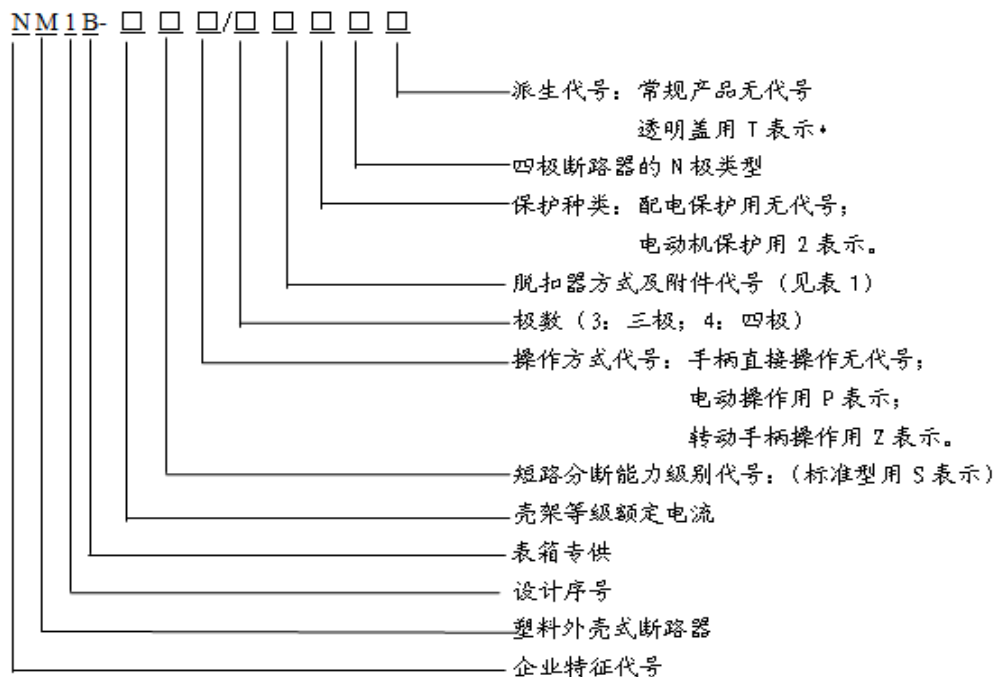 NM1B-□□□/□□□□□
派生代号：常规产品无代号
透明盖用T表示。
四极断路器的N极类型
保护种类：配电保护用无代号；
电动机保护用2表示。
脱扣器方式及附件代号（见表1）
极数（3：三极；4：四极）
操作方式代号：手柄直接操作无代号；
电动操作用P表示；
转动手柄操作用Z表示。
短路分断能力级别代号：（标准型用S表示）
壳架等级额定电流
表箱专供
设计序号
塑料外壳式断路器
企业特征代号